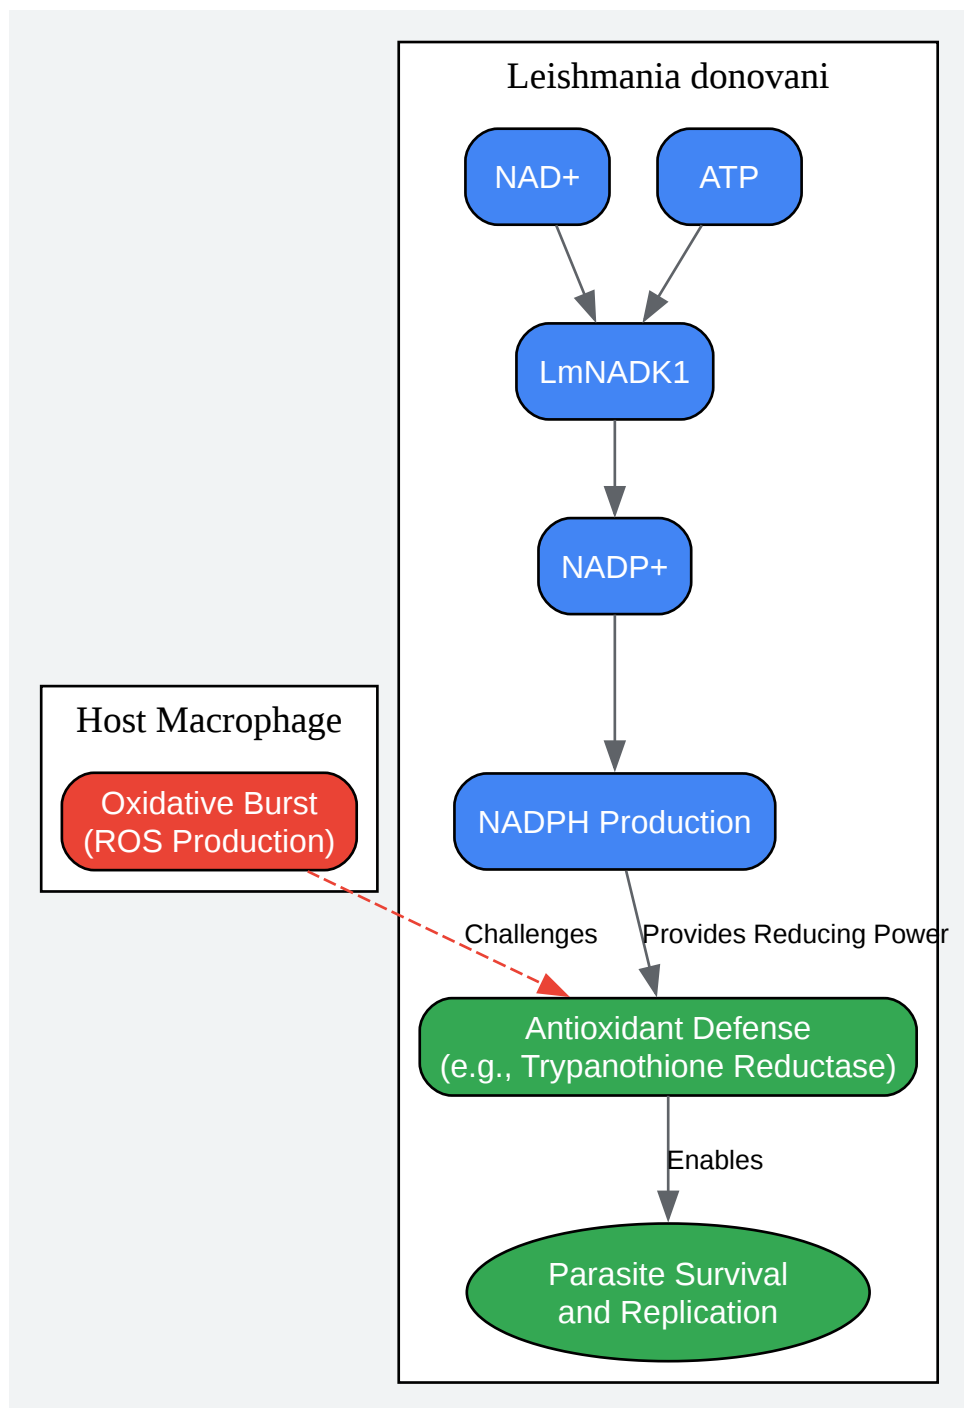 Leishmania donovani
NAD+
ATP
LmNADK1
NADP+
Host Macrophage
Oxidative Burst
(ROS Production)
NADPH Production
Challenges
Provides Reducing Power
Antioxidant Defense
(e.g., Trypanothione Reductase)
Enables
Parasite Survival
and Replication